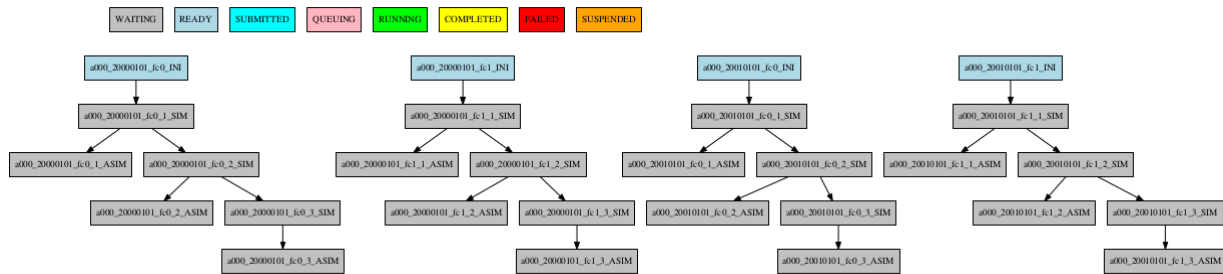 WAITING READY SUBMITTED QUEUING RUNNING COMPLETED FAILED SUSPENDED
a000_20000101_fc0_INI a000_20000101_fc1_INI a000_20010101_fc0_INI a000_20010101_fc1_INI
a000_20000101_fc0_1_SIM a000_20000101_fc1_1_SIM a000_20010101_fc0_1_SIM a000_20010101_fc1_1_SIM
a000_20000101_fc0_1_ASIM a000_20000101_fc0_2_SIM a000_20000101_fc1_1_ASIM a000_20000101_fc1_2_SIM a000_20010101_fc0_1_ASIM a000_20010101_fc0_2_SIM a000_20010101_fc1_1_ASIM a000_20010101_fc1_2_SIM
a000_20000101_fc0_2_ASIM a000_20000101_fc0_3_SIM a000_20000101_fc1_2_ASIM a000_20000101_fc1_3_SIM a000_20010101_fc0_2_ASIM a000_20010101_fc0_3_SIM a000_20010101_fc1_2_ASIM a000_20010101_fc1_3_SIM
a000_20000101_fc0_3_ASIM a000_20000101_fc1_3_ASIM a000_20010101_fc0_3_ASIM a000_20010101_fc1_3_ASIM